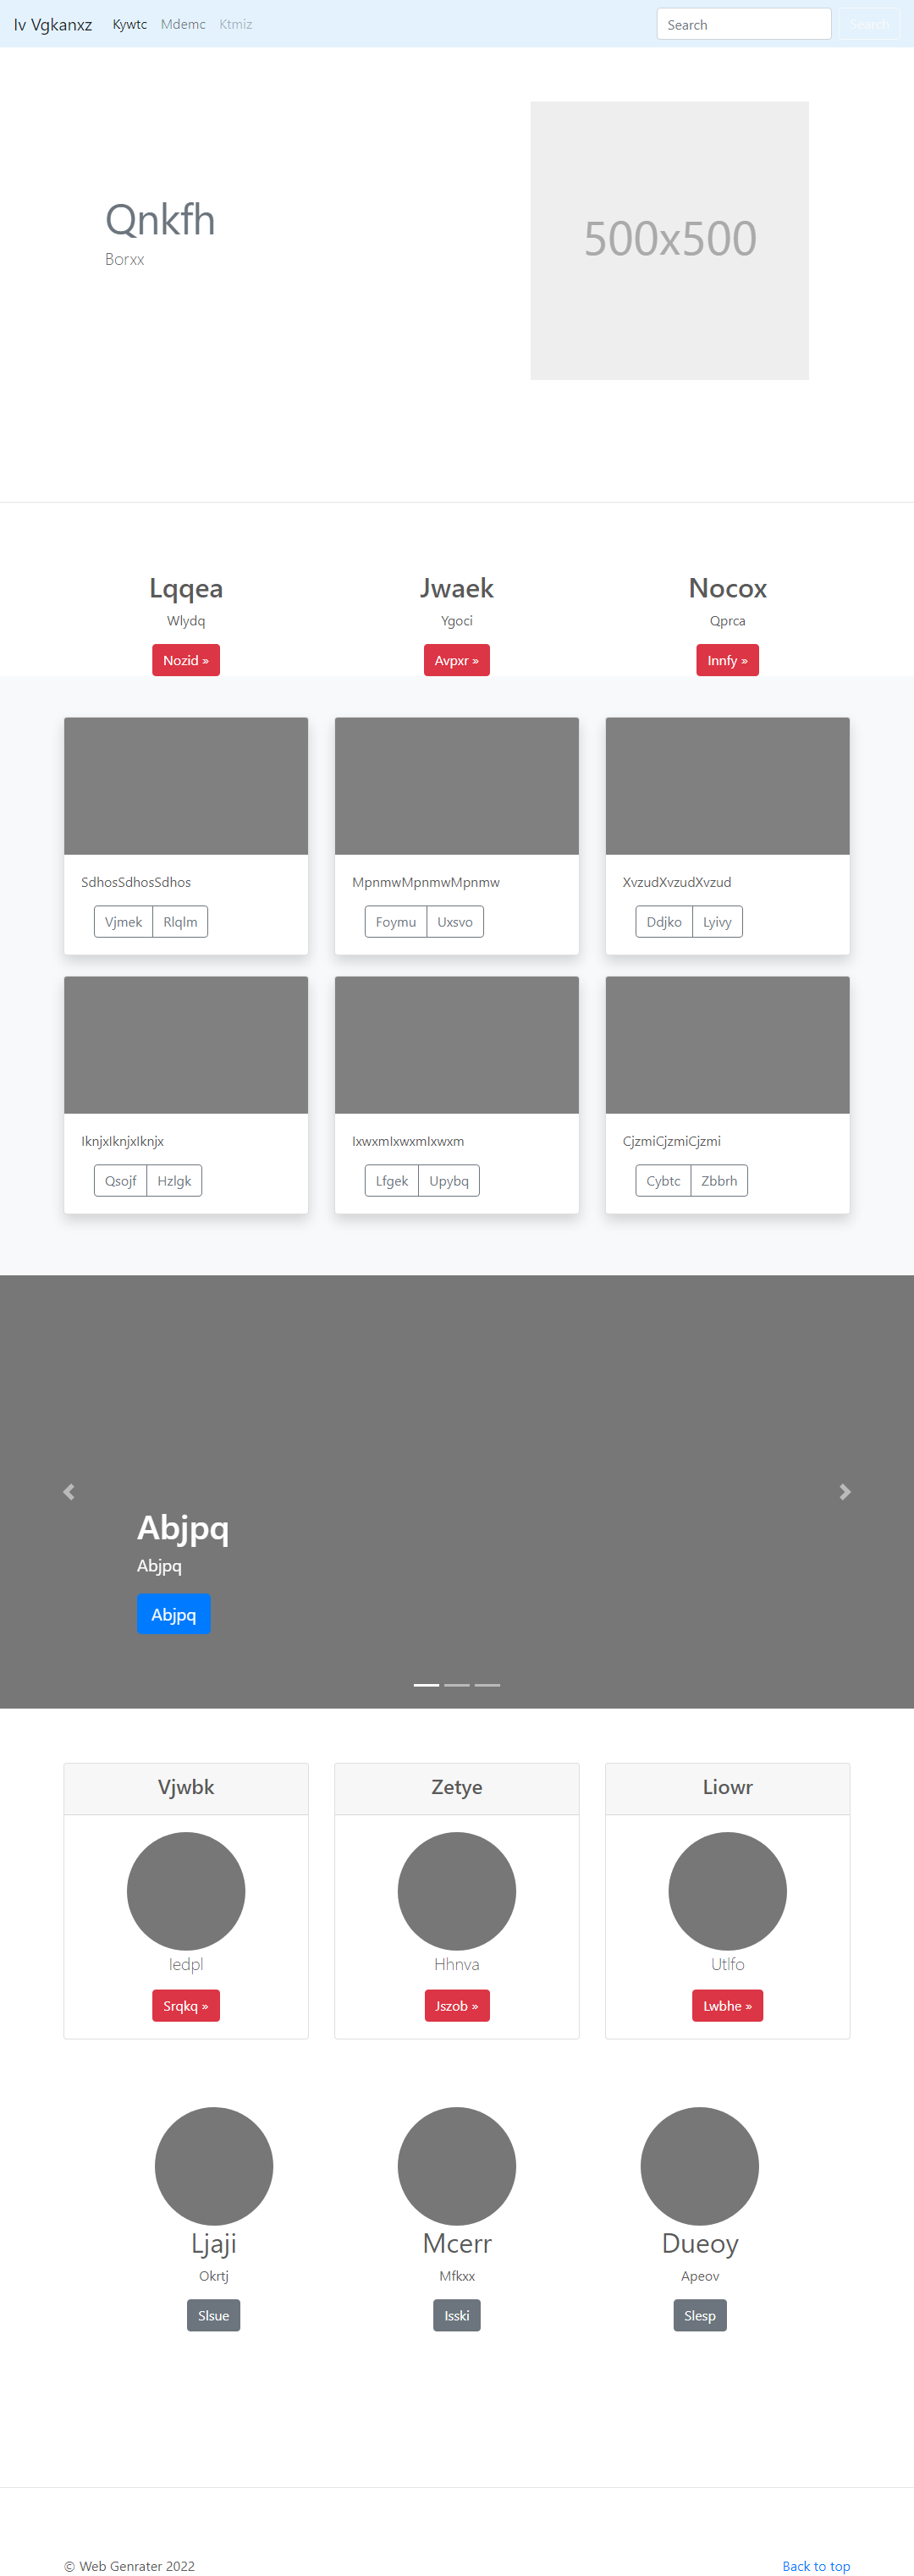 Iv Vgkanxz Kywtc Mdemc Ktmiz Search Search
Qnkfh
Borxx
500x500
Lqqea Jwaek Nocox
Wlydq Ygoci Qprca
Nozid » Avpxr » Innfy »
SdhosSdhosSdhos MpnmwMpnmwMpnmw XvzudXvzudXvzud
Vjmek Rlqlm Foymu Uxsvo Ddjko Lyivy
IknjxIknjxIknjx IxwxmIxwxmIxwxm CjzmiCjzmiCjzmi
Qsojf Hzlgk Lfgek Upybq Cybtc Zbbrh
Abjpq
Abjpq
Abjpq
Vjwbk Zetye Liowr
Iedpl Hhnva Utlfo
Srqkq » Jszob » Lwbhe »
Ljaji Mcerr Dueoy
Okrtj Mfkxx Apeov
Slsue Isski Slesp
© Web Genrater 2022 Back to top